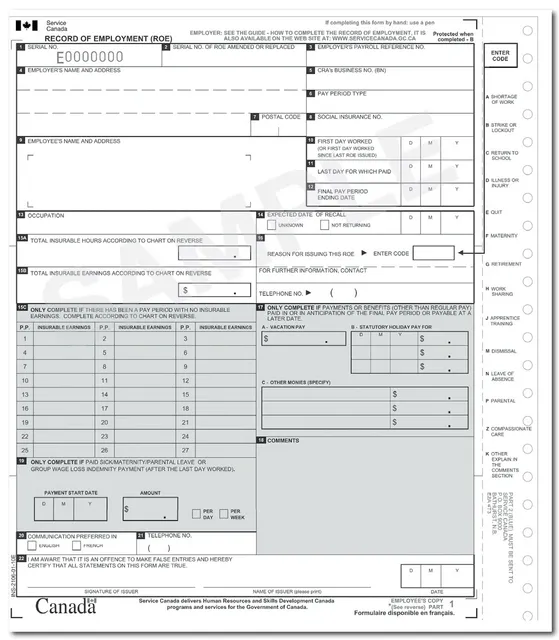 Service
Canada
If completing this form by hand: use a pen
RECORD OF EMPLOYMENT (ROE)
EMPLOYER: SEE THE GUIDE - HOW TO COMPLETE THE RECORD OF EMPLOYMENT, IT IS
ALSO AVAILABLE ON THE WEB SITE AT: WWW.SERVICECANADA.GC.CA
Protected when
completed - B
1 SERIAL NO.
E0000000
2 SERIAL NO. OF ROE AMENDED OR REPLACED
3 EMPLOYER'S PAYROLL REFERENCE NO.
4 EMPLOYER'S NAME AND ADDRESS
5 CRA's BUSINESS NO. (BN)
6 PAY PERIOD TYPE
7 POSTAL CODE
8 SOCIAL INSURANCE NO.
9 EMPLOYEE'S NAME AND ADDRESS
10 FIRST DAY WORKED
(OR FIRST DAY WORKED
SINCE LAST ROE ISSUED)
D M Y
11
LAST DAY FOR WHICH PAID
D M Y
12
FINAL PAY PERIOD
ENDING DATE
D M Y
13 OCCUPATION
14 EXPECTED DATE OF RECALL
UNKNOWN NOT RETURNING
D M Y
15A TOTAL INSURABLE HOURS ACCORDING TO CHART ON REVERSE
.
16
REASON FOR ISSUING THIS ROE ► ENTER CODE
15B TOTAL INSURABLE EARNINGS ACCORDING TO CHART ON REVERSE
$ .
FOR FURTHER INFORMATION, CONTACT
TELEPHONE NO. ► ( )
15C ONLY COMPLETE IF THERE HAS BEEN A PAY PERIOD WITH NO INSURABLE
EARNINGS. COMPLETE ACCORDING TO CHART ON REVERSE.
P.P. INSURABLE EARNINGS P.P. INSURABLE EARNINGS P.P. INSURABLE EARNINGS
1 2 3
4 5 6
7 8 9
10 11 12
13 14 15
16 17 18
19 20 21
22 23 24
25 26 27
17 ONLY COMPLETE IF PAYMENTS OR BENEFITS (OTHER THAN REGULAR PAY)
PAID IN OR IN ANTICIPATION OF THE FINAL PAY PERIOD OR PAYABLE AT A
LATER DATE.
A - VACATION PAY
$ .
B - STATUTORY HOLIDAY PAY FOR
D M Y
$ .
$ .
$ .
C - OTHER MONIES (SPECIFY)
$ .
$ .
$ .
18 COMMENTS
19 ONLY COMPLETE IF PAID SICK/MATERNITY/PARENTAL LEAVE OR
GROUP WAGE LOSS INDEMNITY PAYMENT (AFTER THE LAST DAY WORKED).
PAYMENT START DATE AMOUNT
D M Y
$ .
PER
DAY
PER
WEEK
20 COMMUNICATION PREFERRED IN
ENGLISH FRENCH
21 TELEPHONE NO.
( )
22 I AM AWARE THAT IT IS AN OFFENCE TO MAKE FALSE ENTRIES AND HEREBY
CERTIFY THAT ALL STATEMENTS ON THIS FORM ARE TRUE.
D M Y
SIGNATURE OF ISSUER NAME OF ISSUER (please print) DATE
Canada
Service Canada delivers Human Resources and Skills Development Canada
programs and services for the Government of Canada.
EMPLOYEE'S COPY
*(See reverse) PART 1
Formulaire disponible en français.
ENTER
CODE
A SHORTAGE
OF WORK
B STRIKE OR
LOCKOUT
C RETURN TO
SCHOOL
D ILLNESS OR
INJURY
E QUIT
F MATERNITY
G RETIREMENT
H WORK
SHARING
J APPRENTICE
TRAINING
M DISMISSAL
N LEAVE OF
ABSENCE
P PARENTAL
Z COMPASSIONATE
CARE
K OTHER
EXPLAIN IN
THE
COMMENTS
SECTION
PART 2 (BLUE) MUST BE SENT TO
SERVICE CANADA
P.O. BOX 9000
BATHURST, N.B.
E2A 4T3
SAMPLE